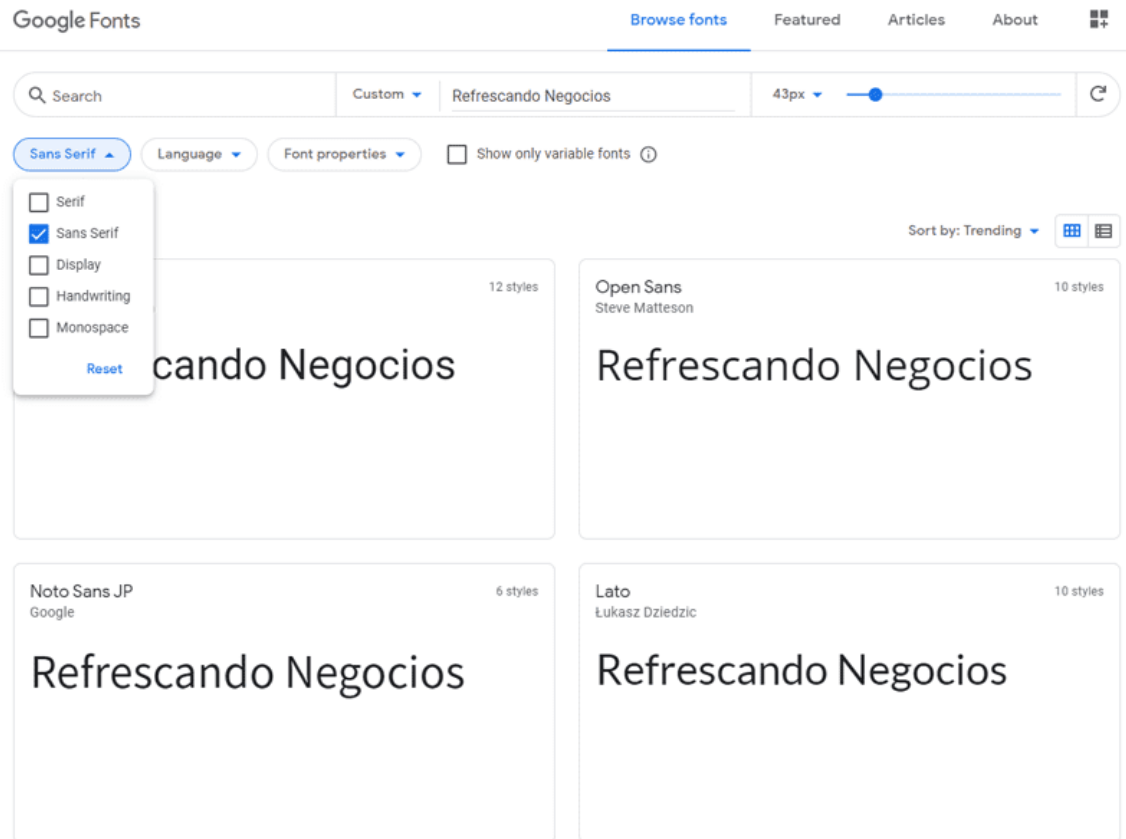 Google Fonts
Browse fonts
Featured
Articles
About
Search
Custom
Refrescando Negocios
43px
Sans Serif
Language
Font properties
Show only variable fonts
Serif
Sans Serif
Display
Handwriting
Monospace
Reset
Sort by: Trending
12 styles
cando Negocios
Open Sans
10 styles
Steve Matteson
Refrescando Negocios
Noto Sans JP
6 styles
Google
Refrescando Negocios
Lato
10 styles
Łukasz Dziedzic
Refrescando Negocios